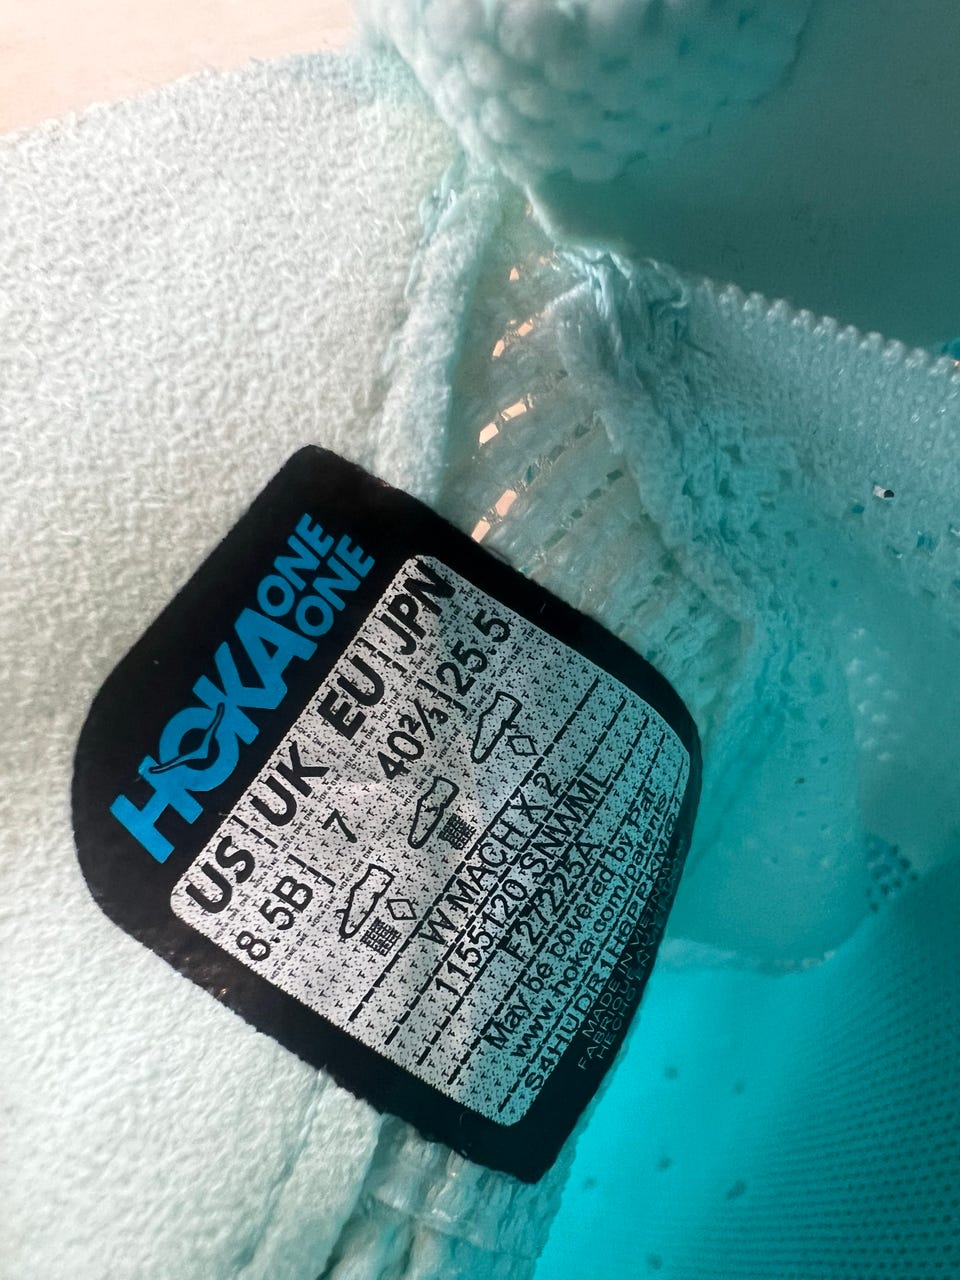 HOKA ONE ONE
US UK EU JPN
8.5B 7 40⅔ 25.5
W MACH X 2
1155120 SNWML
F27225A
May be covered by Pat.
www.hoka.com/patents
MADE IN VIETNAM